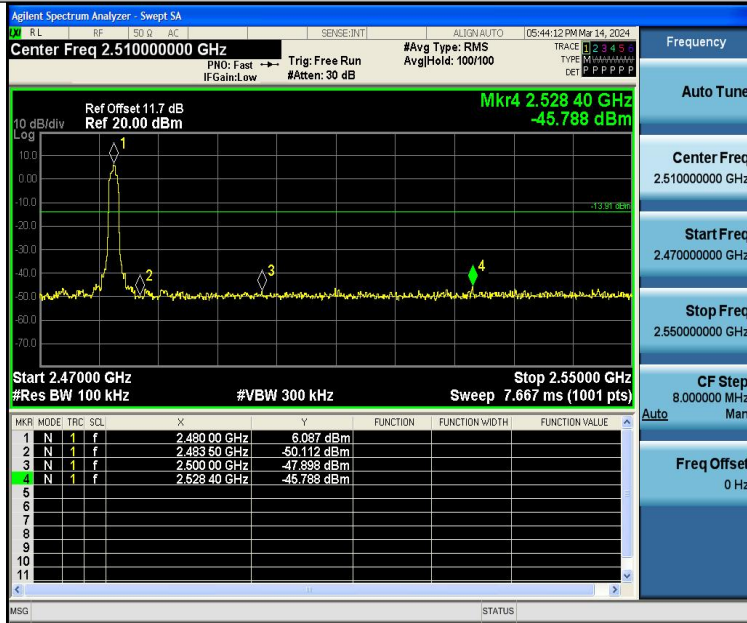 Agilent Spectrum Analyzer - Swept SA
LXI RL RF 50 Ω AC SENSE:INT ALIGNAUTO 05:44:12 PM Mar 14, 2024
Center Freq 2.510000000 GHz #Avg Type: RMS TRACE 1 2 3 4 5 6
PNO: Fast Trig: Free Run Avg|Hold: 100/100 TYPE M
IFGain:Low #Atten: 30 dB DET P P P P P P
Mkr4 2.528 40 GHz
-45.788 dBm
Ref Offset 11.7 dB
10 dB/div Ref 20.00 dBm
Log
10.0
0.00
-10.0
-13.91 dBm
-20.0
-30.0
-40.0
-50.0
-60.0
-70.0
1
2
3
4
Start 2.47000 GHz Stop 2.55000 GHz
#Res BW 100 kHz #VBW 300 kHz Sweep 7.667 ms (1001 pts)
MKR MODE TRC SCL X Y FUNCTION FUNCTION WIDTH FUNCTION VALUE
1 N 1 f 2.480 00 GHz 6.087 dBm
2 N 1 f 2.483 50 GHz -50.112 dBm
3 N 1 f 2.500 00 GHz -47.898 dBm
4 N 1 f 2.528 40 GHz -45.788 dBm
5
6
7
8
9
10
11
MSG STATUS
Frequency
Auto Tune
Center Freq
2.510000000 GHz
Start Freq
2.470000000 GHz
Stop Freq
2.550000000 GHz
CF Step
8.000000 MHz
Auto Man
Freq Offset
0 Hz